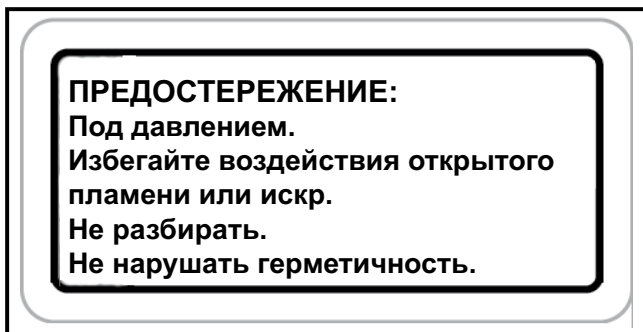 ПРЕДОСТЕРЕЖЕНИЕ:
Под давлением.
Избегайте воздействия открытого
пламени или искр.
Не разбирать.
Не нарушать герметичность.